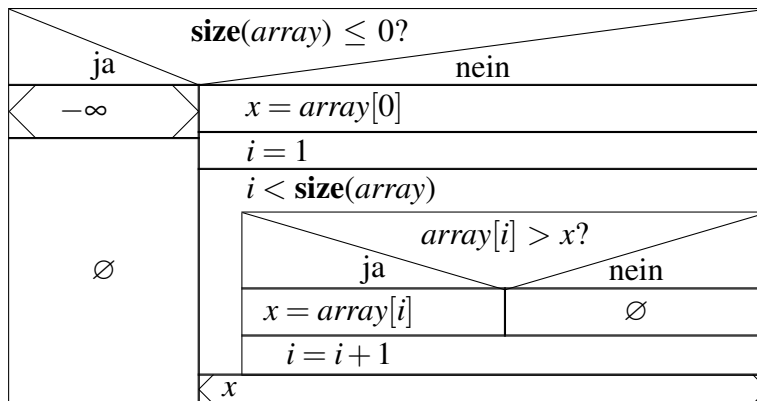 size(array) ≤ 0?
ja nein
−∞ x = array[0]
i = 1
i < size(array)
array[i] > x?
∅
ja nein
x = array[i] ∅
i = i+1
x